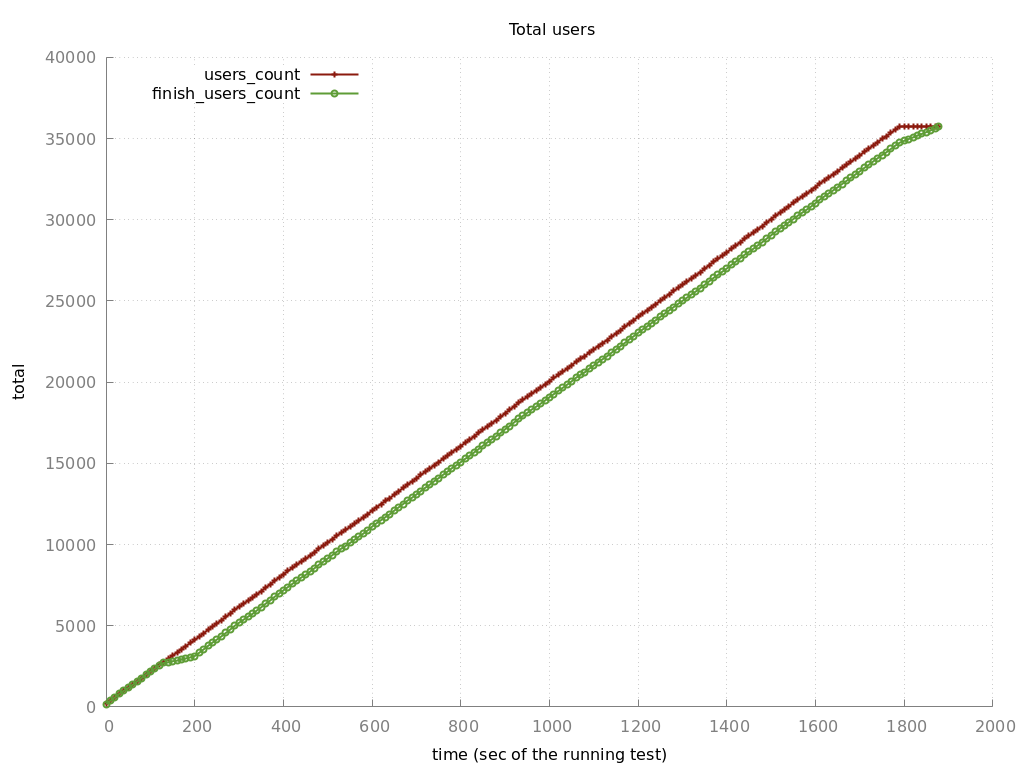 Total users
40000
35000
30000
25000
20000
15000
10000
5000
0
users_count
finish_users_count
total
0 200 400 600 800 1000 1200 1400 1600 1800 2000
time (sec of the running test)